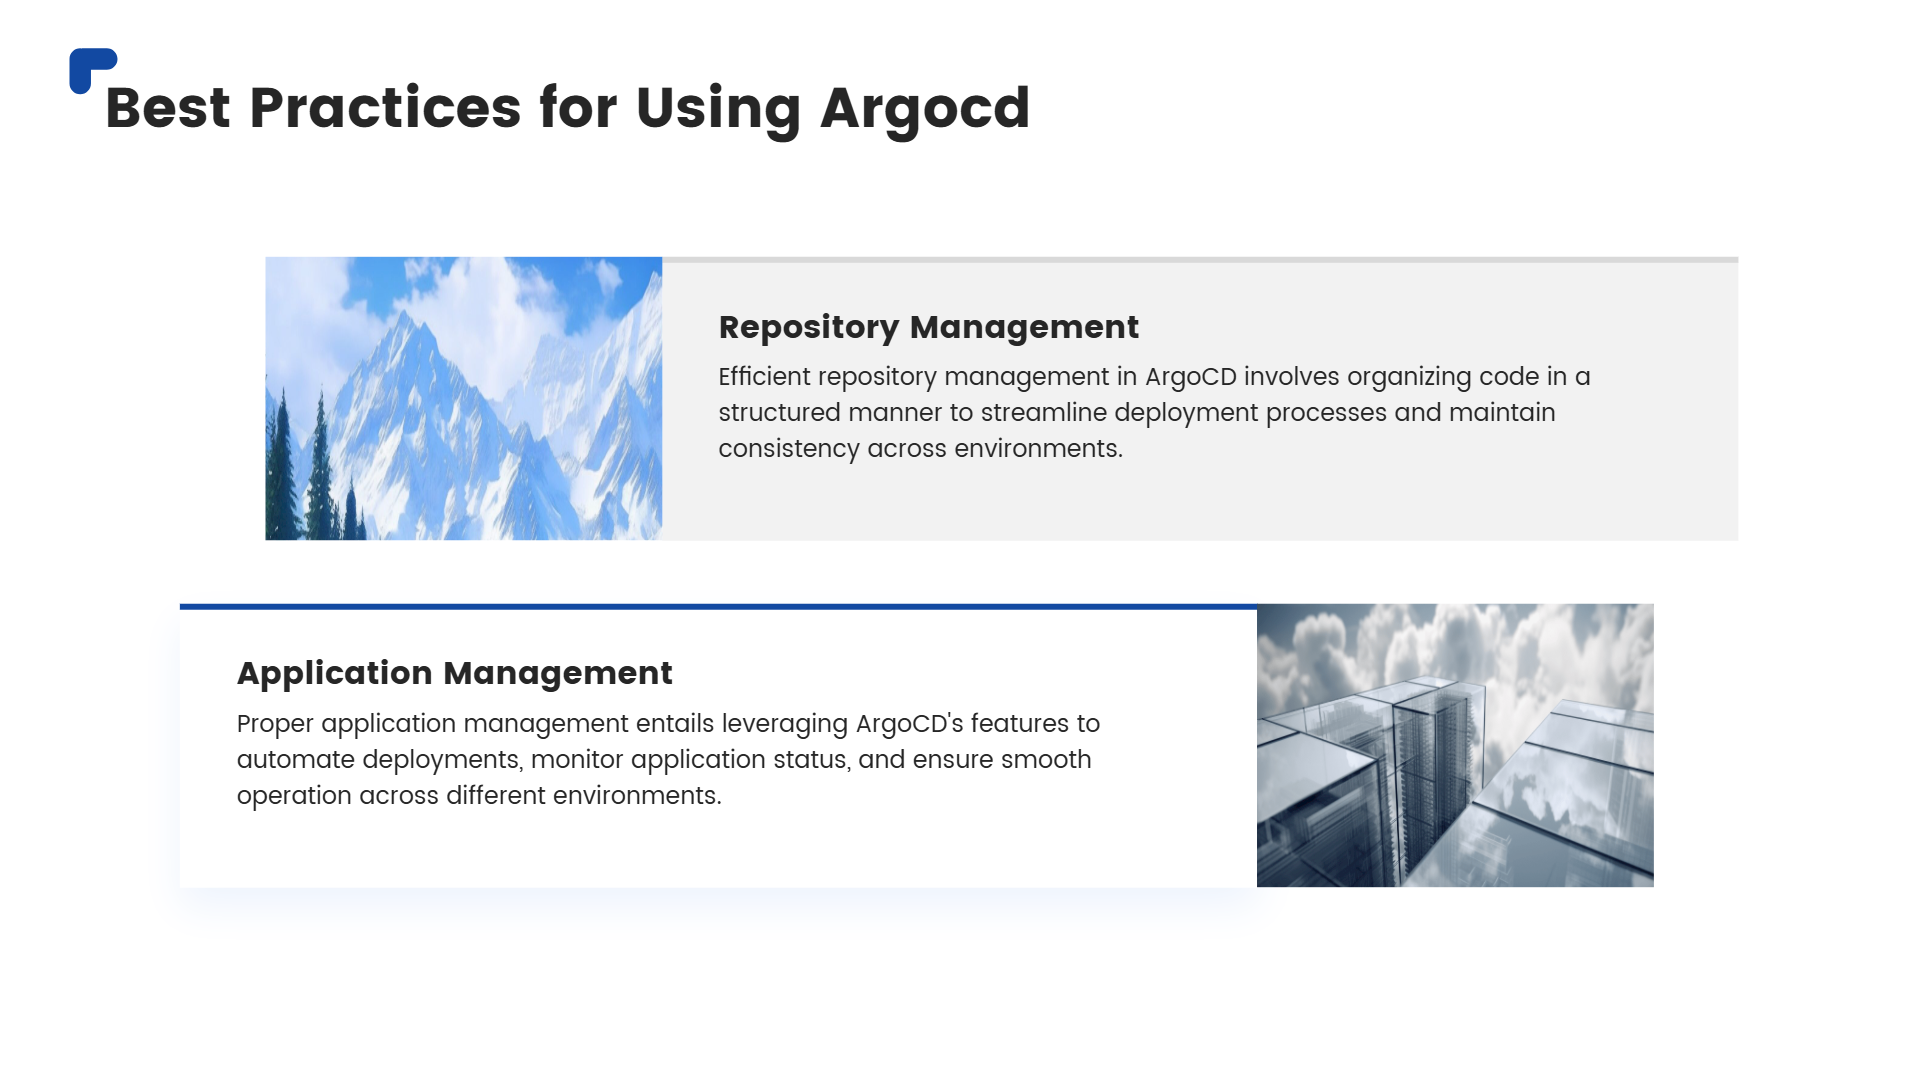 Best Practices for Using Argocd
Repository Management
Efficient repository management in ArgoCD involves organizing code in a
structured manner to streamline deployment processes and maintain
consistency across environments.
Application Management
Proper application management entails leveraging ArgoCD's features to
automate deployments, monitor application status, and ensure smooth
operation across different environments.